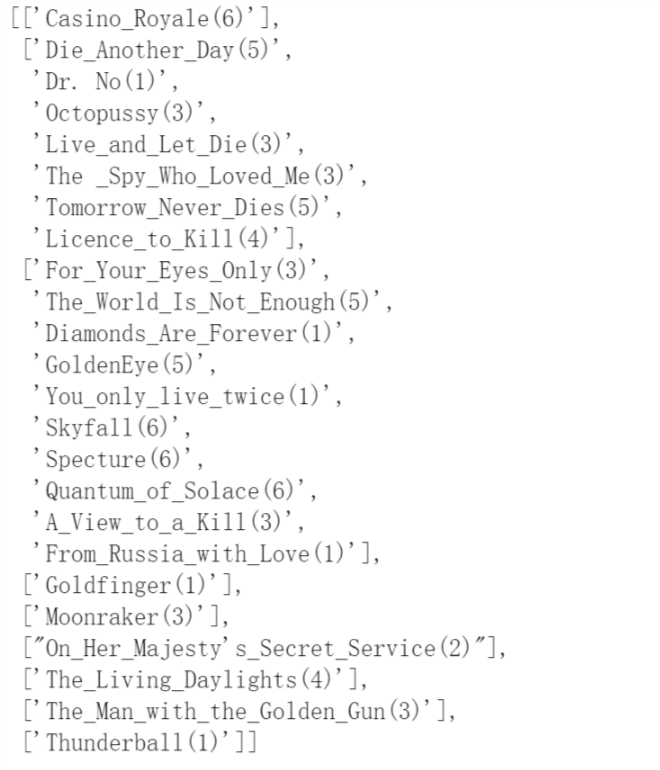 [['Casino_Royale(6)'],
['Die_Another_Day(5)',
'Dr. No(1)',
'Octopussy(3)',
'Live_and_Let_Die(3)',
'The _Spy_Who_Loved_Me(3)',
'Tomorrow_Never_Dies(5)',
'Licence_to_Kill(4)'],
['For_Your_Eyes_Only(3)',
'The_World_Is_Not_Enough(5)',
'Diamonds_Are_Forever(1)',
'GoldenEye(5)',
'You_only_live_twice(1)',
'Skyfall(6)',
'Specture(6)',
'Quantum_of_Solace(6)',
'A_View_to_a_Kill(3)',
'From_Russia_with_Love(1)'],
['Goldfinger(1)'],
['Moonraker(3)'],
["On_Her_Majesty's_Secret_Service(2)"],
['The_Living_Daylights(4)'],
['The_Man_with_the_Golden_Gun(3)'],
['Thunderball(1)']]